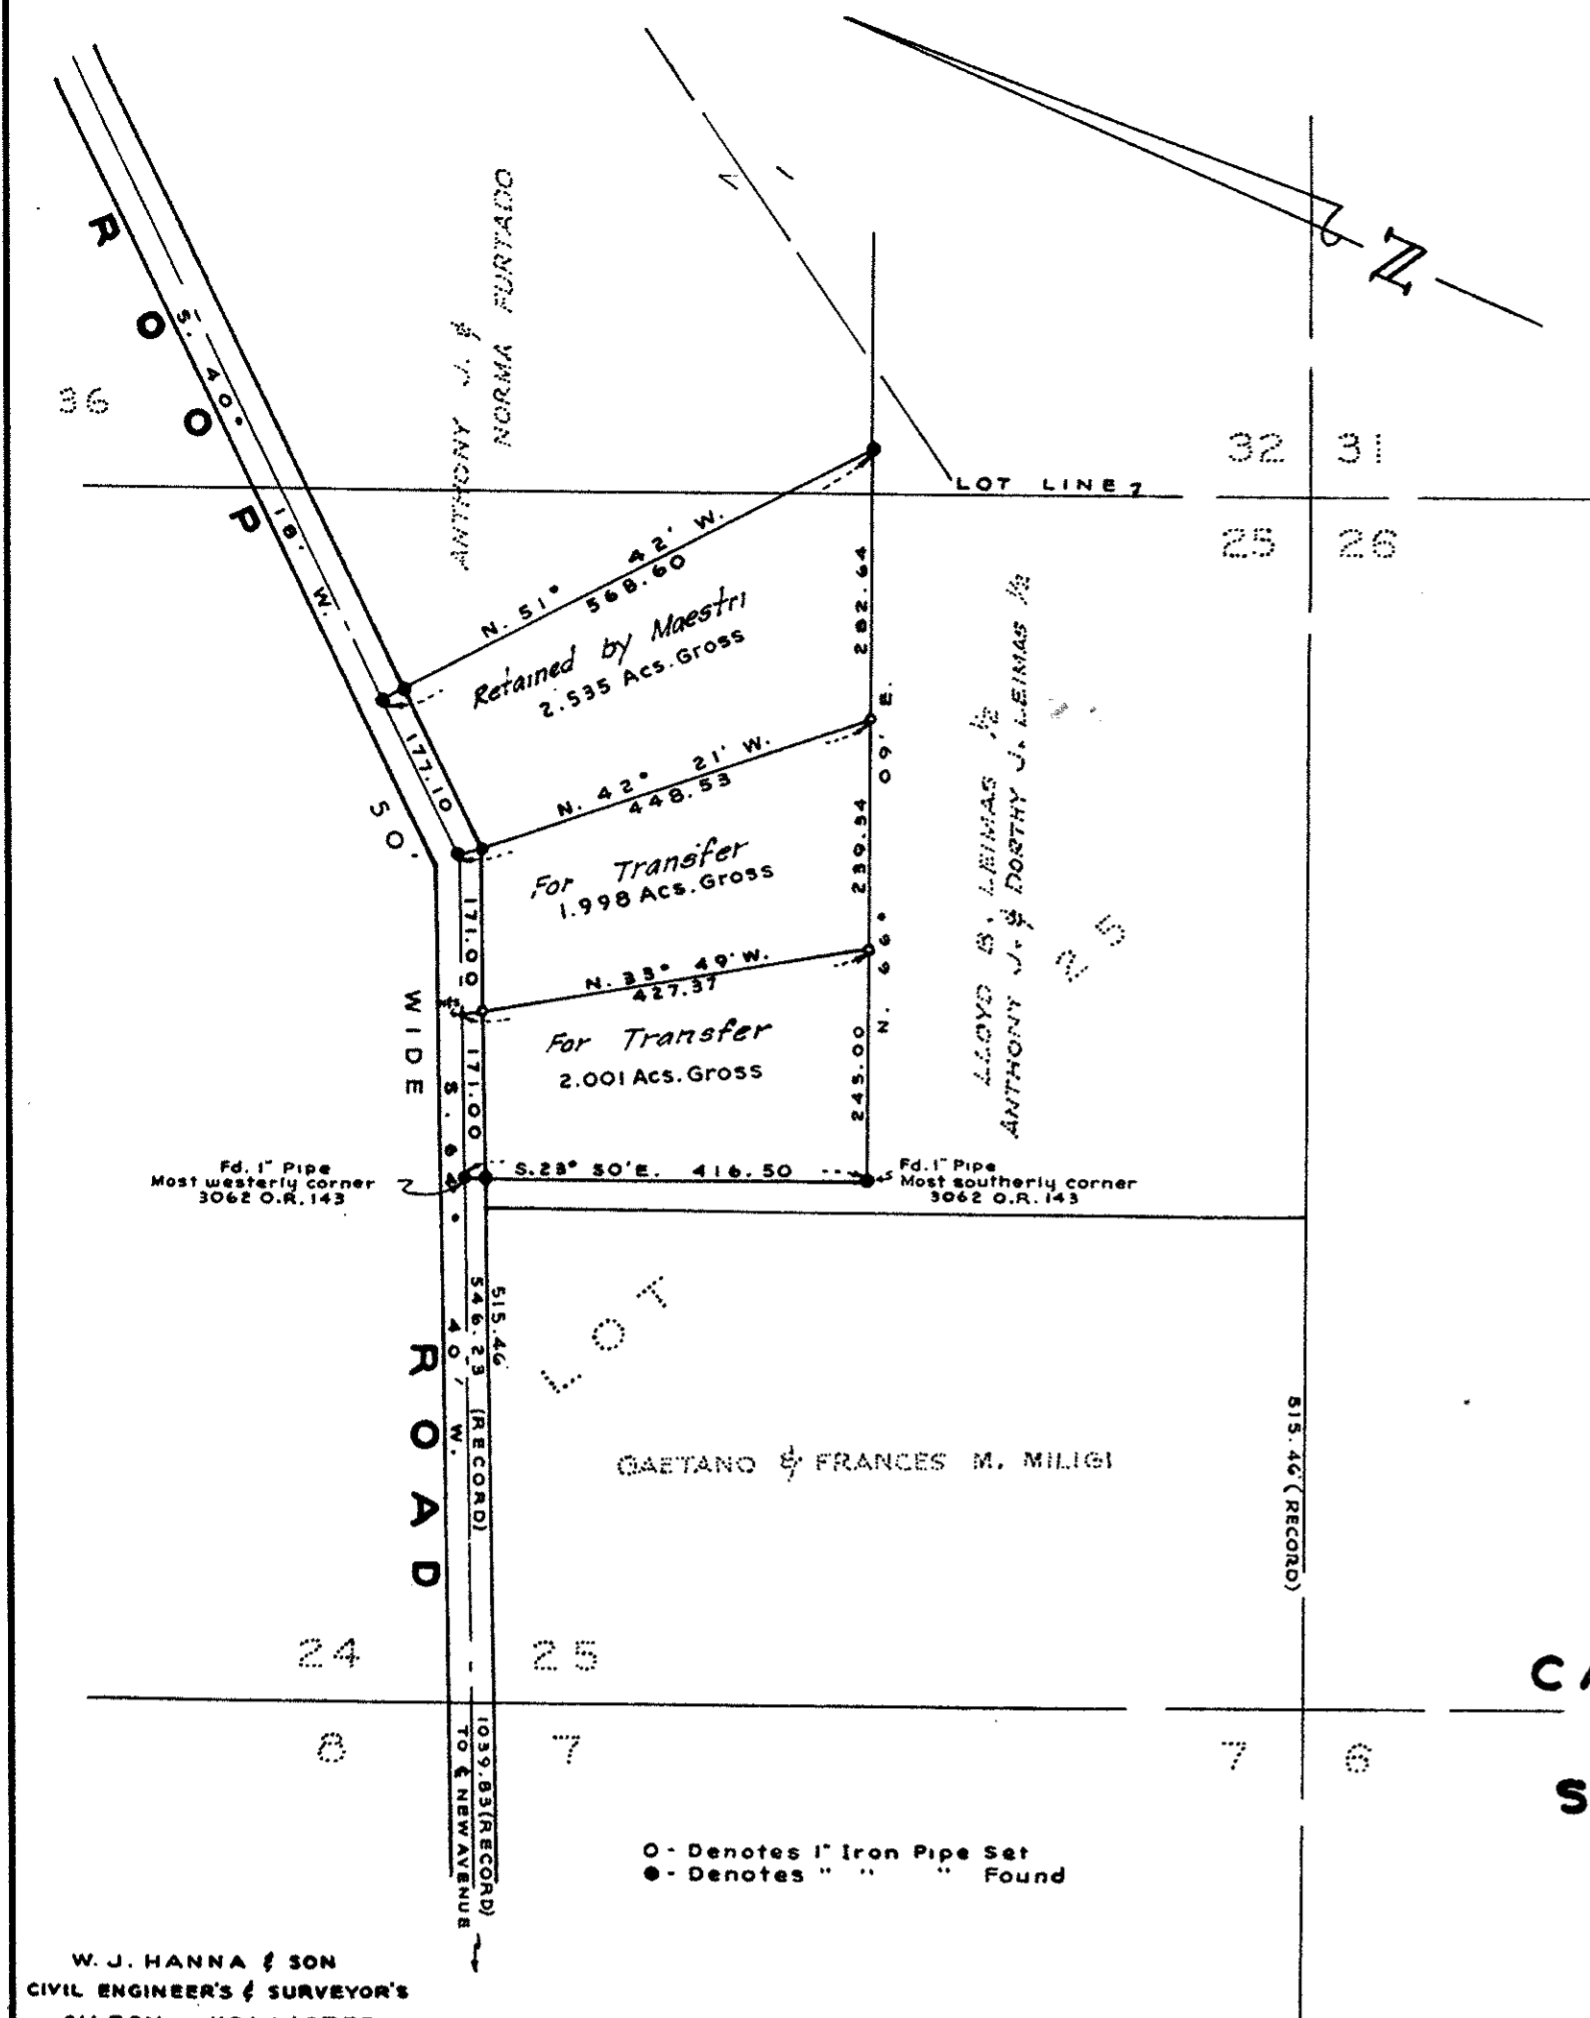 ROOP
S. 40° 18' W.
36
ANTHONY J. &
NORMA FURTADO
Z
32 31
25 26
LOT LINE
N. 51° 42' W.
568.60
Retained by Maestri
2.535 Acs. Gross
282.64
177.10
50'
WIDE
N. 42° 21' W.
448.53
For Transfer
1.998 Acs. Gross
239.54
171.00
N. 33° 49' W.
427.37
For Transfer
2.001 Acs. Gross
245.00
171.00
N. 66° 09' E.
LLOYD B. LEIMAS ½
ANTHONY J. & DORTHY J. LEIMAS ½
25
Fd. 1" Pipe
Most westerly corner
3062 O.R. 143
S. 23° 50' E. 416.50
Fd. 1" Pipe
Most southerly corner
3062 O.R. 143
S. 64° 40' W.
546.23 (RECORD)
515.46
LOT
ROAD
GAETANO & FRANCES M. MILIGI
515.46' (RECORD)
24 25
8 7
7 6
CA
S
1039.83 (RECORD)
TO ℄ NEW AVENUE
O - Denotes 1" Iron Pipe Set
● - Denotes " " " Found
W. J. HANNA & SON
CIVIL ENGINEER'S & SURVEYOR'S